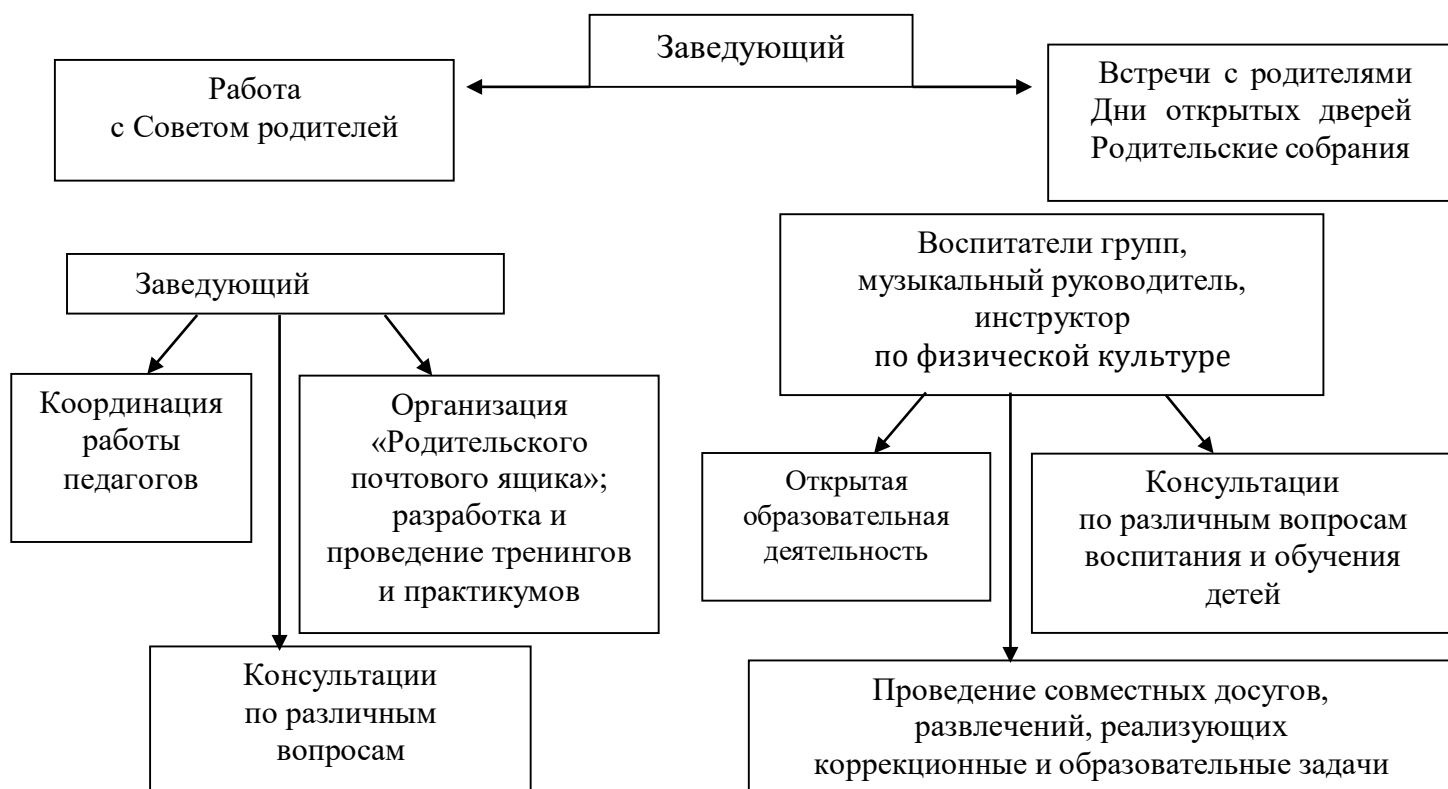 Заведующий
Работа
с Советом родителей
Встречи с родителями
Дни открытых дверей
Родительские собрания
Заведующий
Координация
работы
педагогов
Организация
«Родительского
почтового ящика»;
разработка и
проведение тренингов
и практикумов
Консультации
по различным
вопросам
Воспитатели групп,
музыкальный руководитель,
инструктор
по физической культуре
Открытая
образовательная
деятельность
Консультации
по различным вопросам
воспитания и обучения
детей
Проведение совместных досугов,
развлечений, реализующих
коррекционные и образовательные задачи